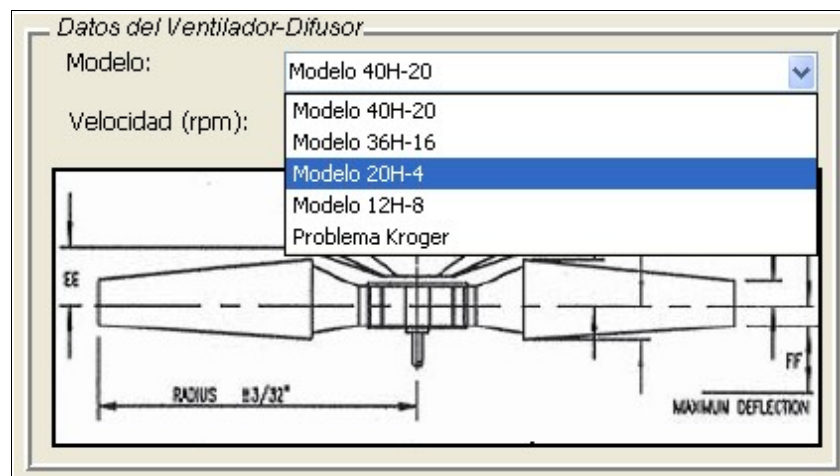 Datos del Ventilador-Difusor
Modelo:
Modelo 40H-20
Velocidad (rpm):
Modelo 40H-20
Modelo 36H-16
Modelo 20H-4
Modelo 12H-8
Problema Kroger
EE
FF
RADIUS ±3/32"
MAXIMUN DEFLECTION